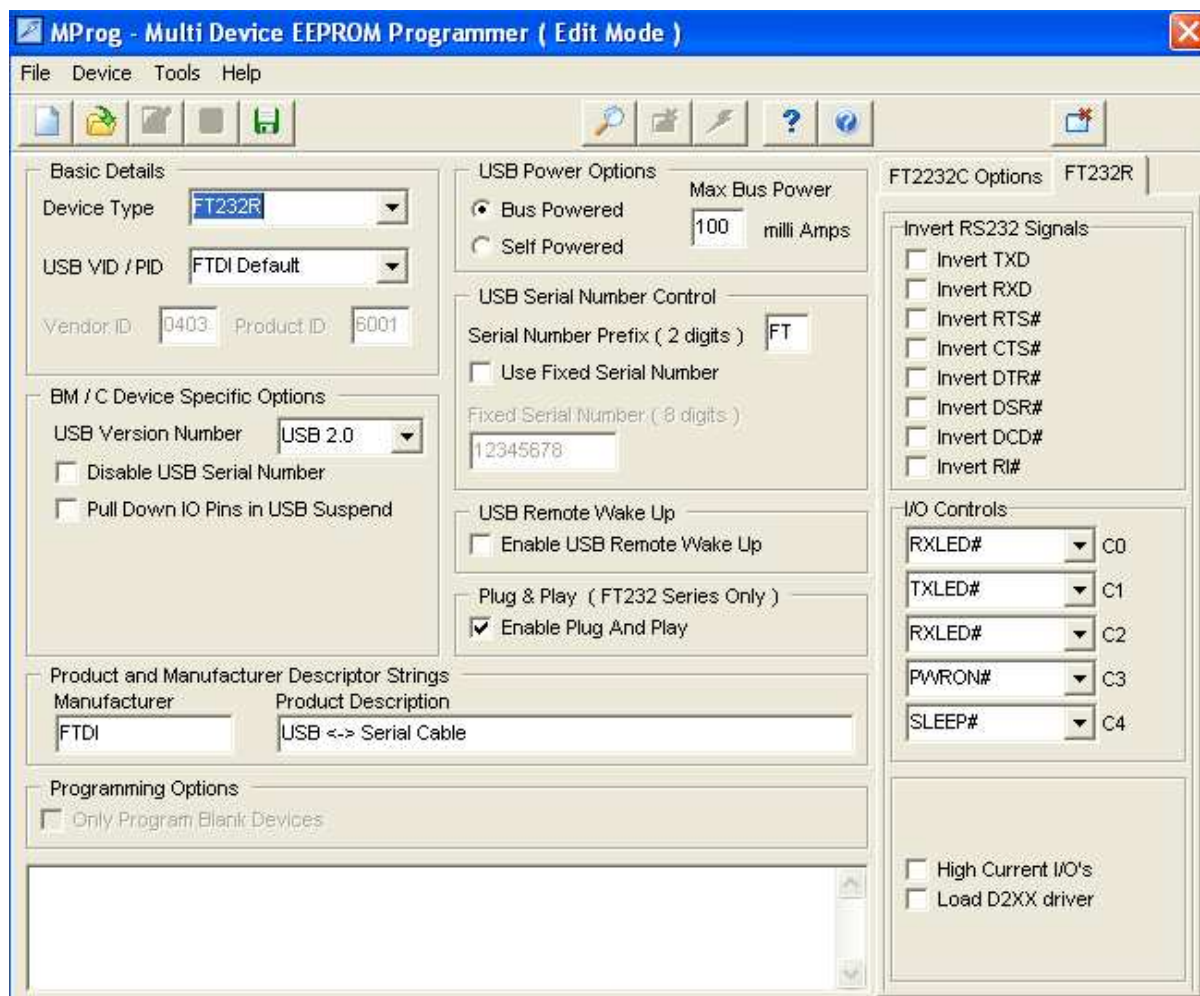 MProg - Multi Device EEPROM Programmer ( Edit Mode )
File Device Tools Help
Basic Details
Device Type FT232R
USB VID / PID FTDI Default
Vendor ID 0403 Product ID 6001
BM / C Device Specific Options
USB Version Number USB 2.0
Disable USB Serial Number
Pull Down IO Pins in USB Suspend
USB Power Options
Bus Powered
Self Powered
Max Bus Power
100 milli Amps
USB Serial Number Control
Serial Number Prefix ( 2 digits ) FT
Use Fixed Serial Number
Fixed Serial Number ( 8 digits )
12345678
USB Remote Wake Up
Enable USB Remote Wake Up
Plug & Play ( FT232 Series Only )
Enable Plug And Play
Product and Manufacturer Descriptor Strings
Manufacturer Product Description
FTDI USB <-> Serial Cable
Programming Options
Only Program Blank Devices
FT2232C Options FT232R
Invert RS232 Signals
Invert TXD
Invert RXD
Invert RTS#
Invert CTS#
Invert DTR#
Invert DSR#
Invert DCD#
Invert RI#
I/O Controls
RXLED# C0
TXLED# C1
RXLED# C2
PWRON# C3
SLEEP# C4
High Current I/O's
Load D2XX driver